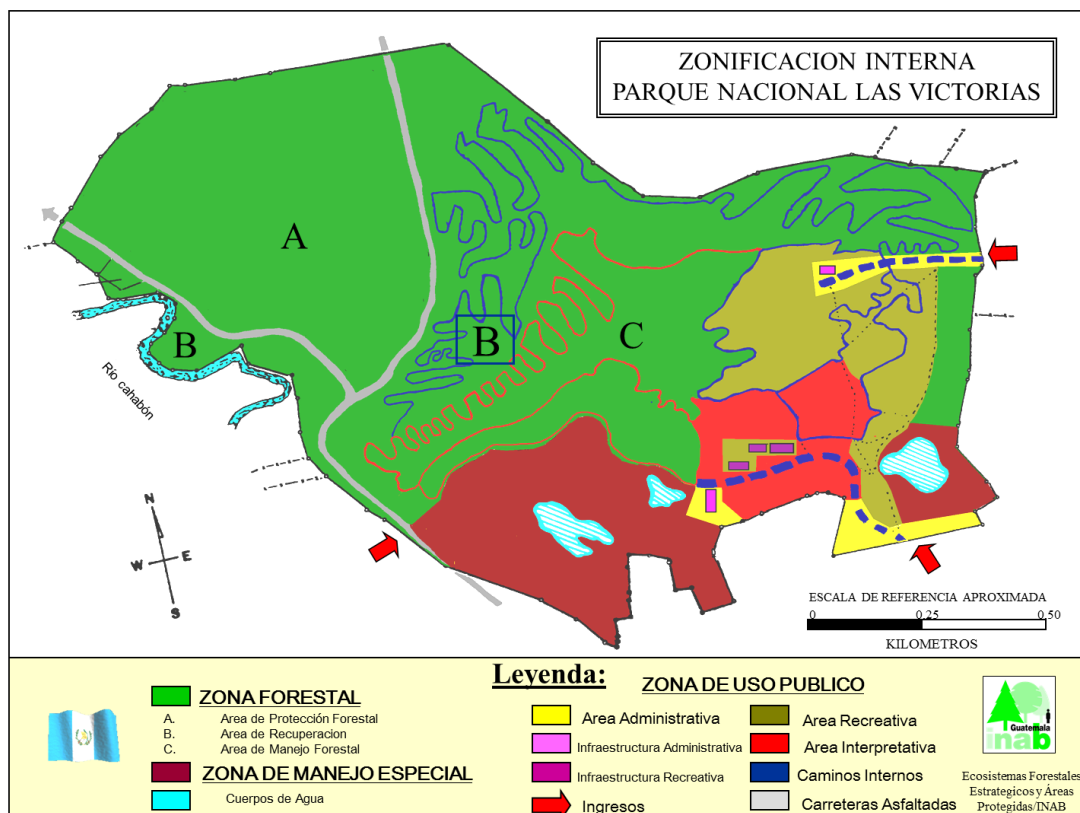 ZONIFICACION INTERNA
PARQUE NACIONAL LAS VICTORIAS
A
B
B
C
Río cahabón
N
W
E
S
ESCALA DE REFERENCIA APROXIMADA
0 0.25 0.50
KILOMETROS
Leyenda:
ZONA FORESTAL
A. Area de Protección Forestal
B. Area de Recuperacion
C. Area de Manejo Forestal
ZONA DE MANEJO ESPECIAL
Cuerpos de Agua
ZONA DE USO PUBLICO
Area Administrativa
Infraestructura Administrativa
Infraestructura Recreativa
Ingresos
Area Recreativa
Area Interpretativa
Caminos Internos
Carreteras Asfaltadas
Guatemala
inab
Ecosistemas Forestales
Estrategicos y Áreas
Protegidas/INAB